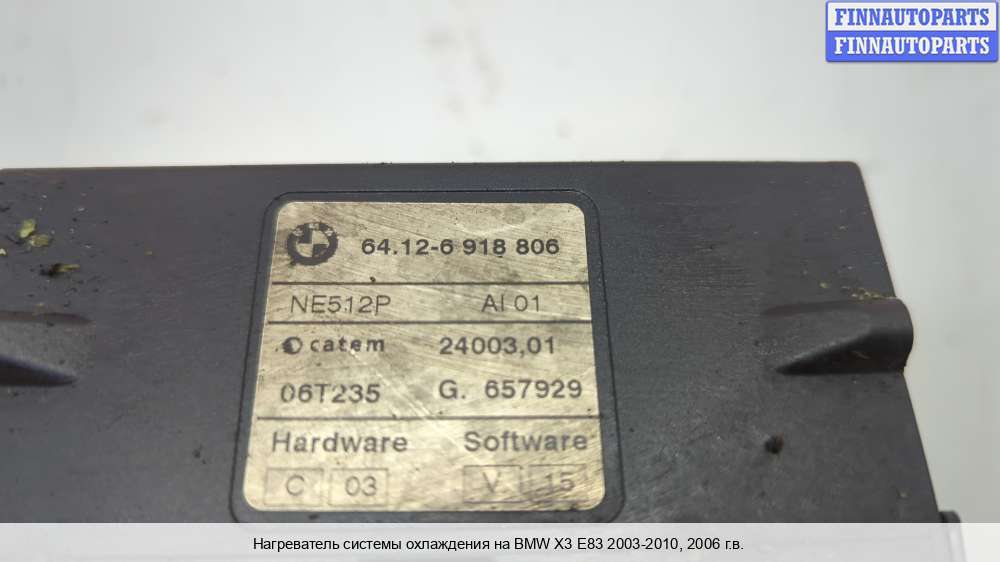 FINNAUTOPARTS
FINNAUTOPARTS
BMW
64.12-6 918 806
NE512P AI 01
catem 24003,01
06T235 G. 657929
Hardware Software
C 03 V 15
Нагреватель системы охлаждения на BMW X3 E83 2003-2010, 2006 г.в.